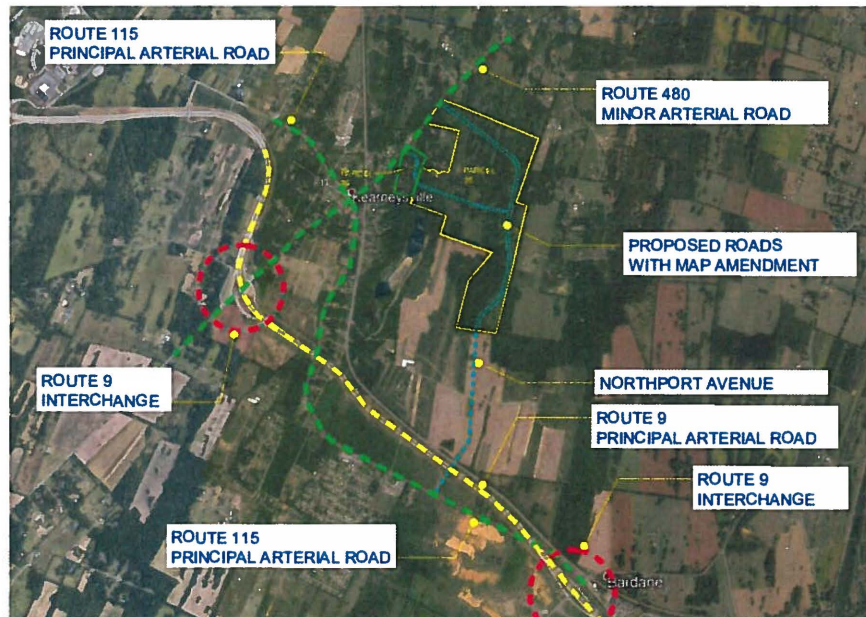 ROUTE 115
PRINCIPAL ARTERIAL ROAD
ROUTE 480
MINOR ARTERIAL ROAD
Kearneysville
PROPOSED ROADS
WITH MAP AMENDMENT
ROUTE 9
INTERCHANGE
NORTHPORT AVENUE
ROUTE 9
PRINCIPAL ARTERIAL ROAD
ROUTE 9
INTERCHANGE
ROUTE 115
PRINCIPAL ARTERIAL ROAD
Bardane